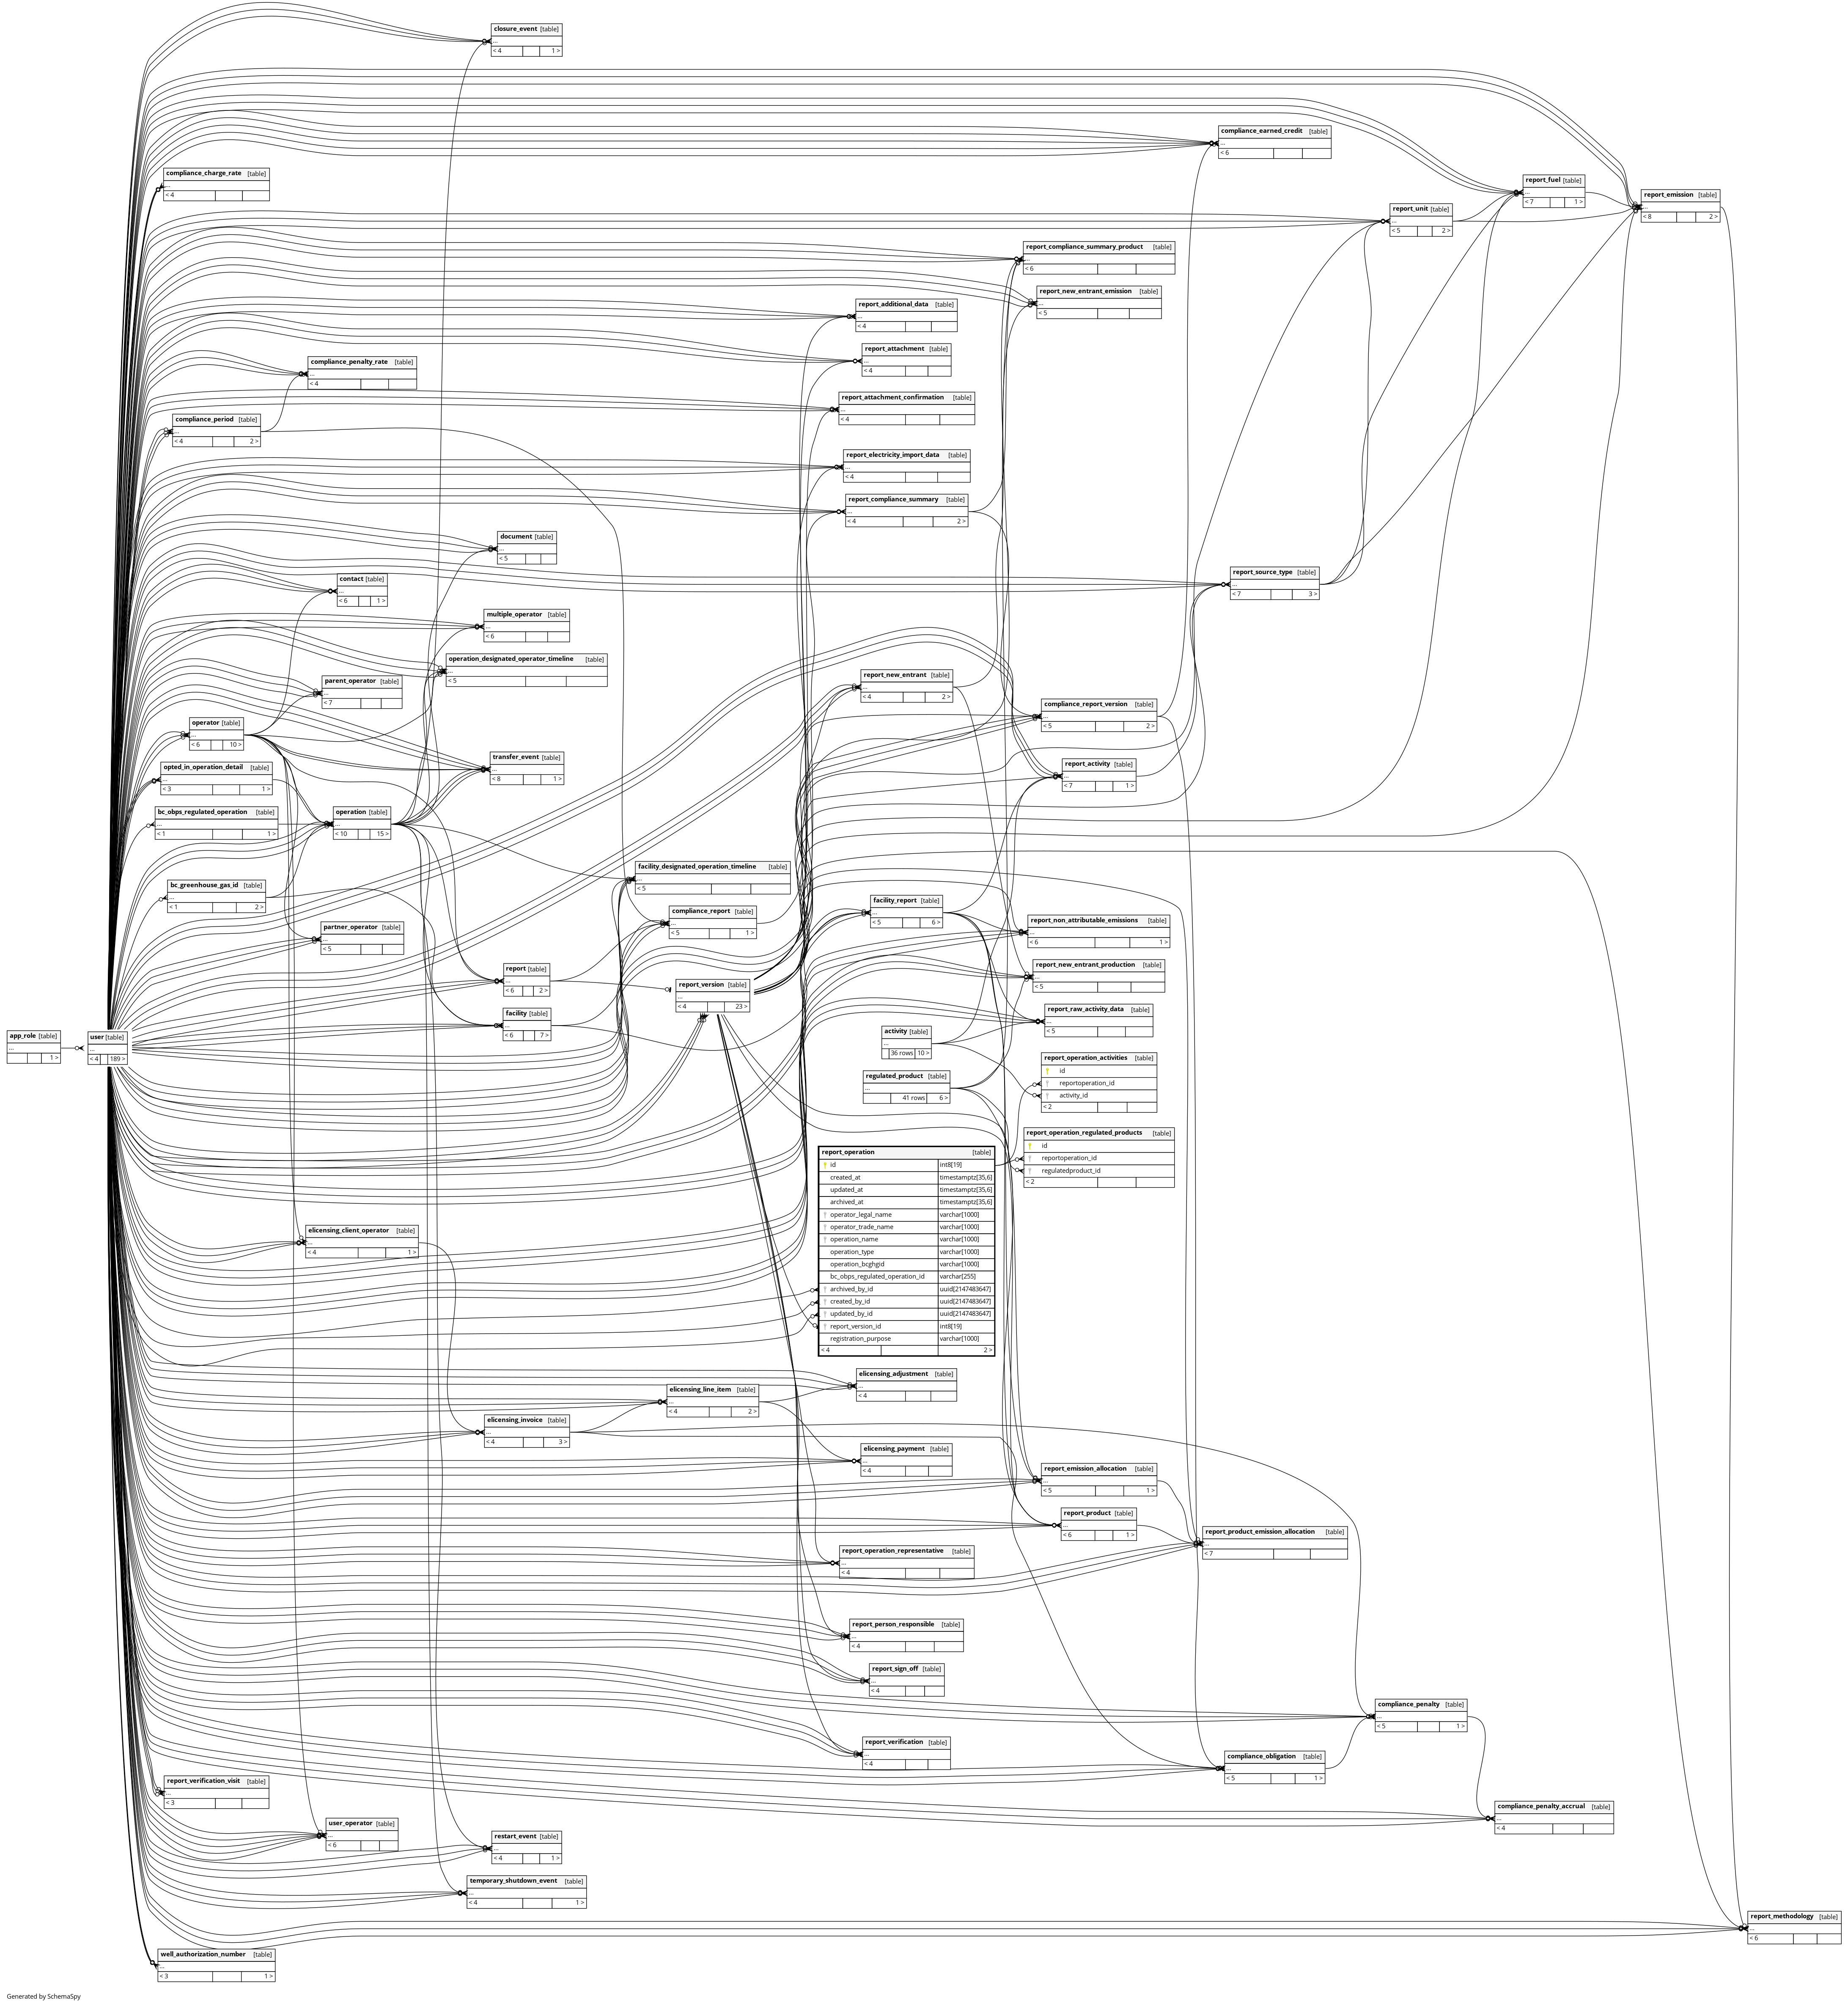 closure_event [table]
...
< 4 1 >
compliance_earned_credit [table]
...
< 6
compliance_charge_rate [table]
...
< 4
report_fuel [table]
...
< 7 1 >
report_emission [table]
...
< 8 2 >
report_unit [table]
...
< 5 2 >
report_compliance_summary_product [table]
...
< 6
report_new_entrant_emission [table]
...
< 5
report_additional_data [table]
...
< 4
report_attachment [table]
...
< 4
compliance_penalty_rate [table]
...
< 4
report_attachment_confirmation [table]
...
< 4
compliance_period [table]
...
< 4 2 >
report_electricity_import_data [table]
...
< 4
report_compliance_summary [table]
...
< 4 2 >
document [table]
...
< 5
contact [table]
...
< 6 1 >
report_source_type [table]
...
< 7 3 >
multiple_operator [table]
...
< 6
operation_designated_operator_timeline [table]
...
< 5
parent_operator [table]
...
< 7
report_new_entrant [table]
...
< 4 2 >
compliance_report_version [table]
...
< 5 2 >
operator [table]
...
< 6 10 >
transfer_event [table]
...
< 8 1 >
report_activity [table]
...
< 7 1 >
opted_in_operation_detail [table]
...
< 3 1 >
bc_obps_regulated_operation [table]
...
< 1 1 >
operation [table]
...
< 10 15 >
facility_designated_operation_timeline [table]
...
< 5
bc_greenhouse_gas_id [table]
...
< 1 2 >
facility_report [table]
...
< 5 6 >
compliance_report [table]
...
< 5 1 >
report_non_attributable_emissions [table]
...
< 6 1 >
partner_operator [table]
...
< 5
report [table]
...
< 6 2 >
report_new_entrant_production [table]
...
< 5
report_version [table]
...
< 4 23 >
facility [table]
...
< 6 7 >
report_raw_activity_data [table]
...
< 5
app_role [table]
...
1 >
user [table]
...
< 4 189 >
activity [table]
...
36 rows 10 >
report_operation_activities [table]
id
reportoperation_id
activity_id
< 2
regulated_product [table]
...
41 rows 6 >
report_operation_regulated_products [table]
id
reportoperation_id
regulatedproduct_id
< 2
report_operation [table]
id int8[19]
created_at timestamptz[35,6]
updated_at timestamptz[35,6]
archived_at timestamptz[35,6]
operator_legal_name varchar[1000]
operator_trade_name varchar[1000]
operation_name varchar[1000]
operation_type varchar[1000]
operation_bcghgid varchar[1000]
bc_obps_regulated_operation_id varchar[255]
archived_by_id uuid[2147483647]
created_by_id uuid[2147483647]
updated_by_id uuid[2147483647]
report_version_id int8[19]
registration_purpose varchar[1000]
< 4 2 >
elicensing_client_operator [table]
...
< 4 1 >
elicensing_adjustment [table]
...
< 4
elicensing_line_item [table]
...
< 4 2 >
elicensing_invoice [table]
...
< 4 3 >
elicensing_payment [table]
...
< 4
report_emission_allocation [table]
...
< 5 1 >
report_product [table]
...
< 6 1 >
report_product_emission_allocation [table]
...
< 7
report_operation_representative [table]
...
< 4
report_person_responsible [table]
...
< 4
report_sign_off [table]
...
< 4
compliance_penalty [table]
...
< 5 1 >
report_verification [table]
...
< 4
compliance_obligation [table]
...
< 5 1 >
report_verification_visit [table]
...
< 3
compliance_penalty_accrual [table]
...
< 4
user_operator [table]
...
< 6
restart_event [table]
...
< 4 1 >
temporary_shutdown_event [table]
...
< 4 1 >
report_methodology [table]
...
< 6
well_authorization_number [table]
...
< 3 1 >
Generated by SchemaSpy